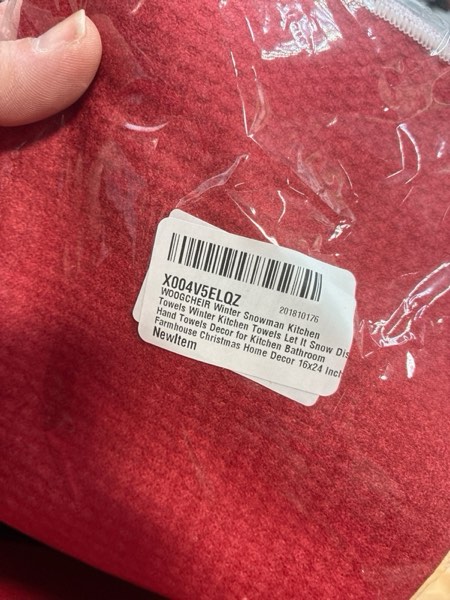 X004V5ELQZ
201810176
WOOGCHEIR Winter Snowman Kitchen
Towels Winter Kitchen Towels Let It Snow Dis
Hand Towels Decor for Kitchen Bathroom
Farmhouse Christmas Home Decor 16x24 Inch
NewItem